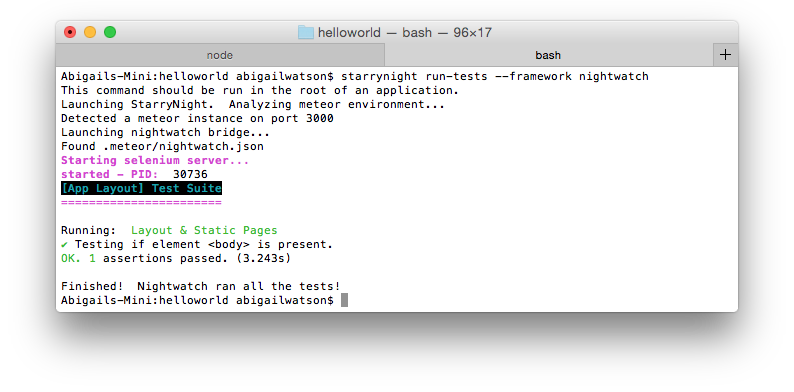 helloworld — bash — 96×17
node
bash
+
Abigails-Mini:helloworld abigailwatson$ starrynight run-tests --framework nightwatch
This command should be run in the root of an application.
Launching StarryNight.  Analyzing meteor environment...
Detected a meteor instance on port 3000
Launching nightwatch bridge...
Found .meteor/nightwatch.json
Starting selenium server...
started - PID:  30736
[App Layout] Test Suite
=======================
Running:  Layout & Static Pages
✔ Testing if element <body> is present.
OK. 1 assertions passed. (3.243s)
Finished!  Nightwatch ran all the tests!
Abigails-Mini:helloworld abigailwatson$